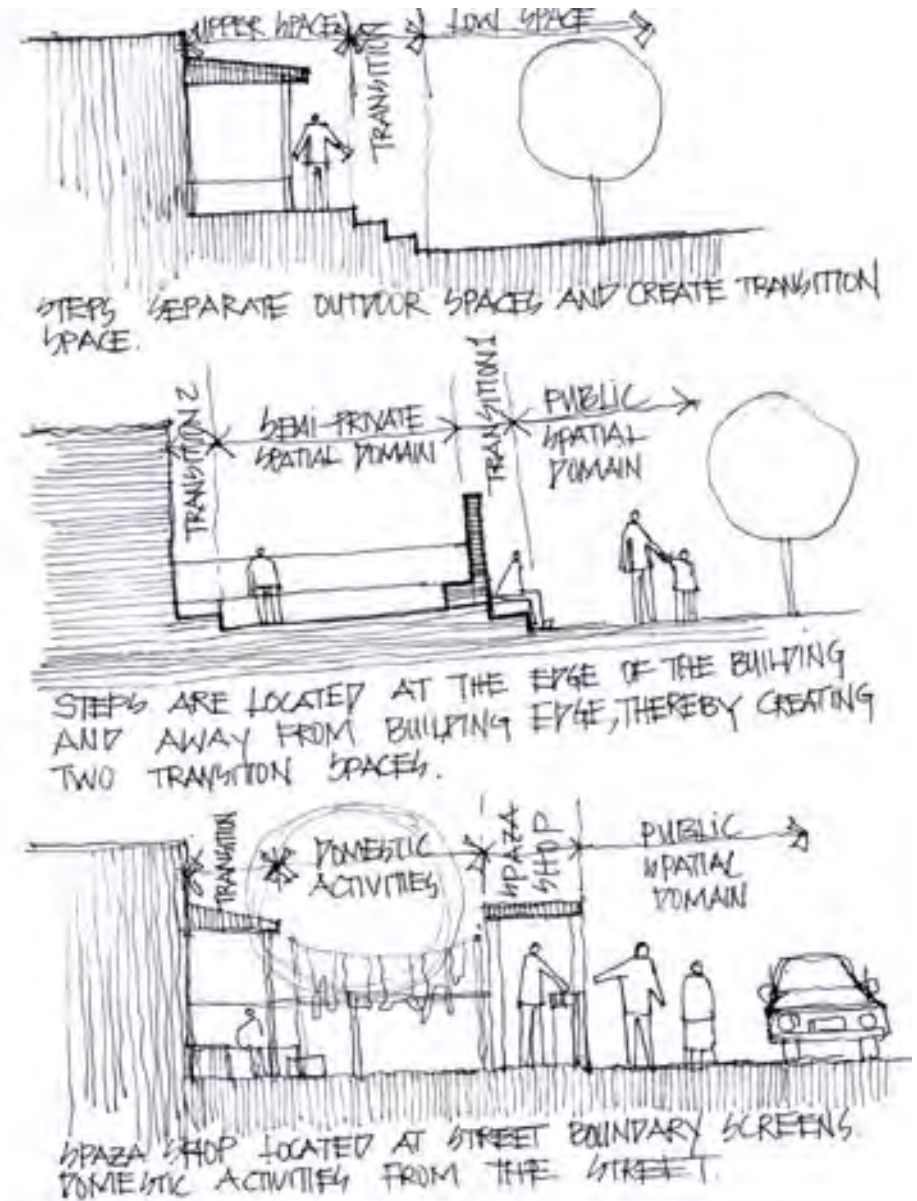 UPPER SPACE
TRANSITION
LOW SPACE
STEPS SEPARATE OUTDOOR SPACES AND CREATE TRANSITION
SPACE.
TRANSITION 2
SEMI-PRIVATE
SPATIAL DOMAIN
TRANSITION 1
PUBLIC
SPATIAL
DOMAIN
STEPS ARE LOCATED AT THE EDGE OF THE BUILDING
AND AWAY FROM BUILDING EDGE, THEREBY CREATING
TWO TRANSITION SPACES.
TRANSITION
DOMESTIC
ACTIVITIES
SPAZA
SHOP
PUBLIC
SPATIAL
DOMAIN
SPAZA SHOP LOCATED AT STREET BOUNDARY SCREENS.
DOMESTIC ACTIVITIES FROM THE STREET.